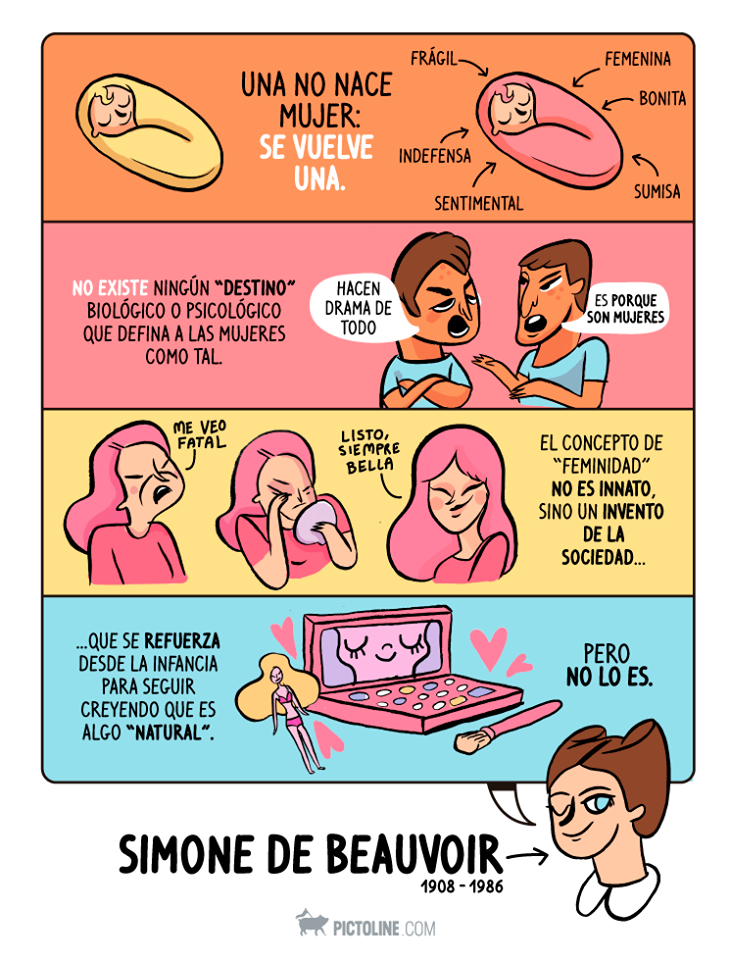 UNA NO NACE
MUJER:
SE VUELVE
UNA.
FRÁGIL
FEMENINA
BONITA
INDEFENSA
SENTIMENTAL
SUMISA
NO EXISTE NINGÚN “DESTINO”
BIOLÓGICO O PSICOLÓGICO
QUE DEFINA A LAS MUJERES
COMO TAL.
HACEN
DRAMA DE
TODO
ES PORQUE
SON MUJERES
ME VEO
FATAL
LISTO,
SIEMPRE
BELLA
EL CONCEPTO DE
“FEMINIDAD”
NO ES INNATO,
SINO UN INVENTO
DE LA
SOCIEDAD...
...QUE SE REFUERZA
DESDE LA INFANCIA
PARA SEGUIR
CREYENDO QUE ES
ALGO “NATURAL”.
PERO
NO LO ES.
SIMONE DE BEAUVOIR
1908 - 1986
PICTOLINE.COM